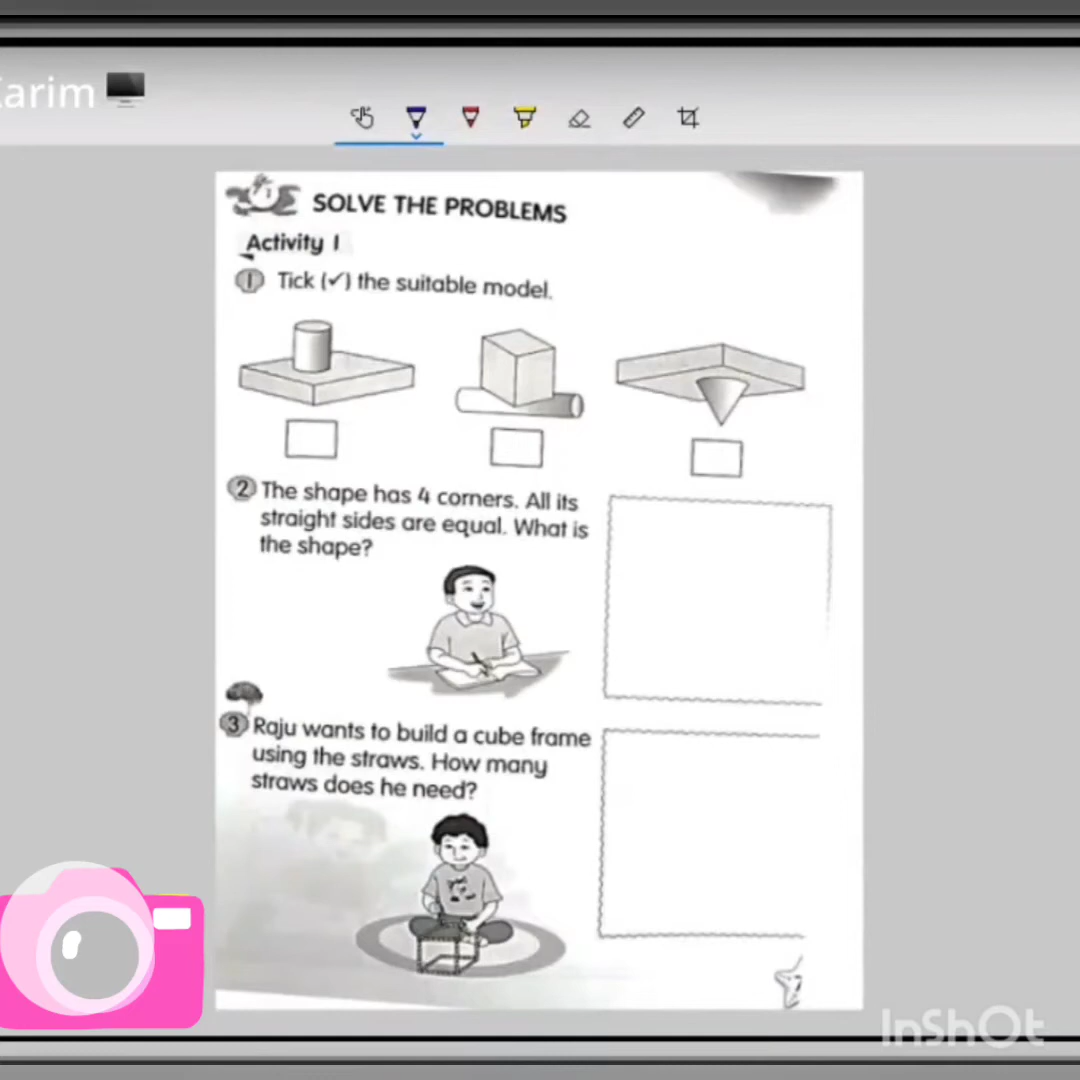 Karim
SOLVE THE PROBLEMS
Activity 1
1 Tick (✓) the suitable model.
2 The shape has 4 corners. All its
straight sides are equal. What is
the shape?
3 Raju wants to build a cube frame
using the straws. How many
straws does he need?
InShOt